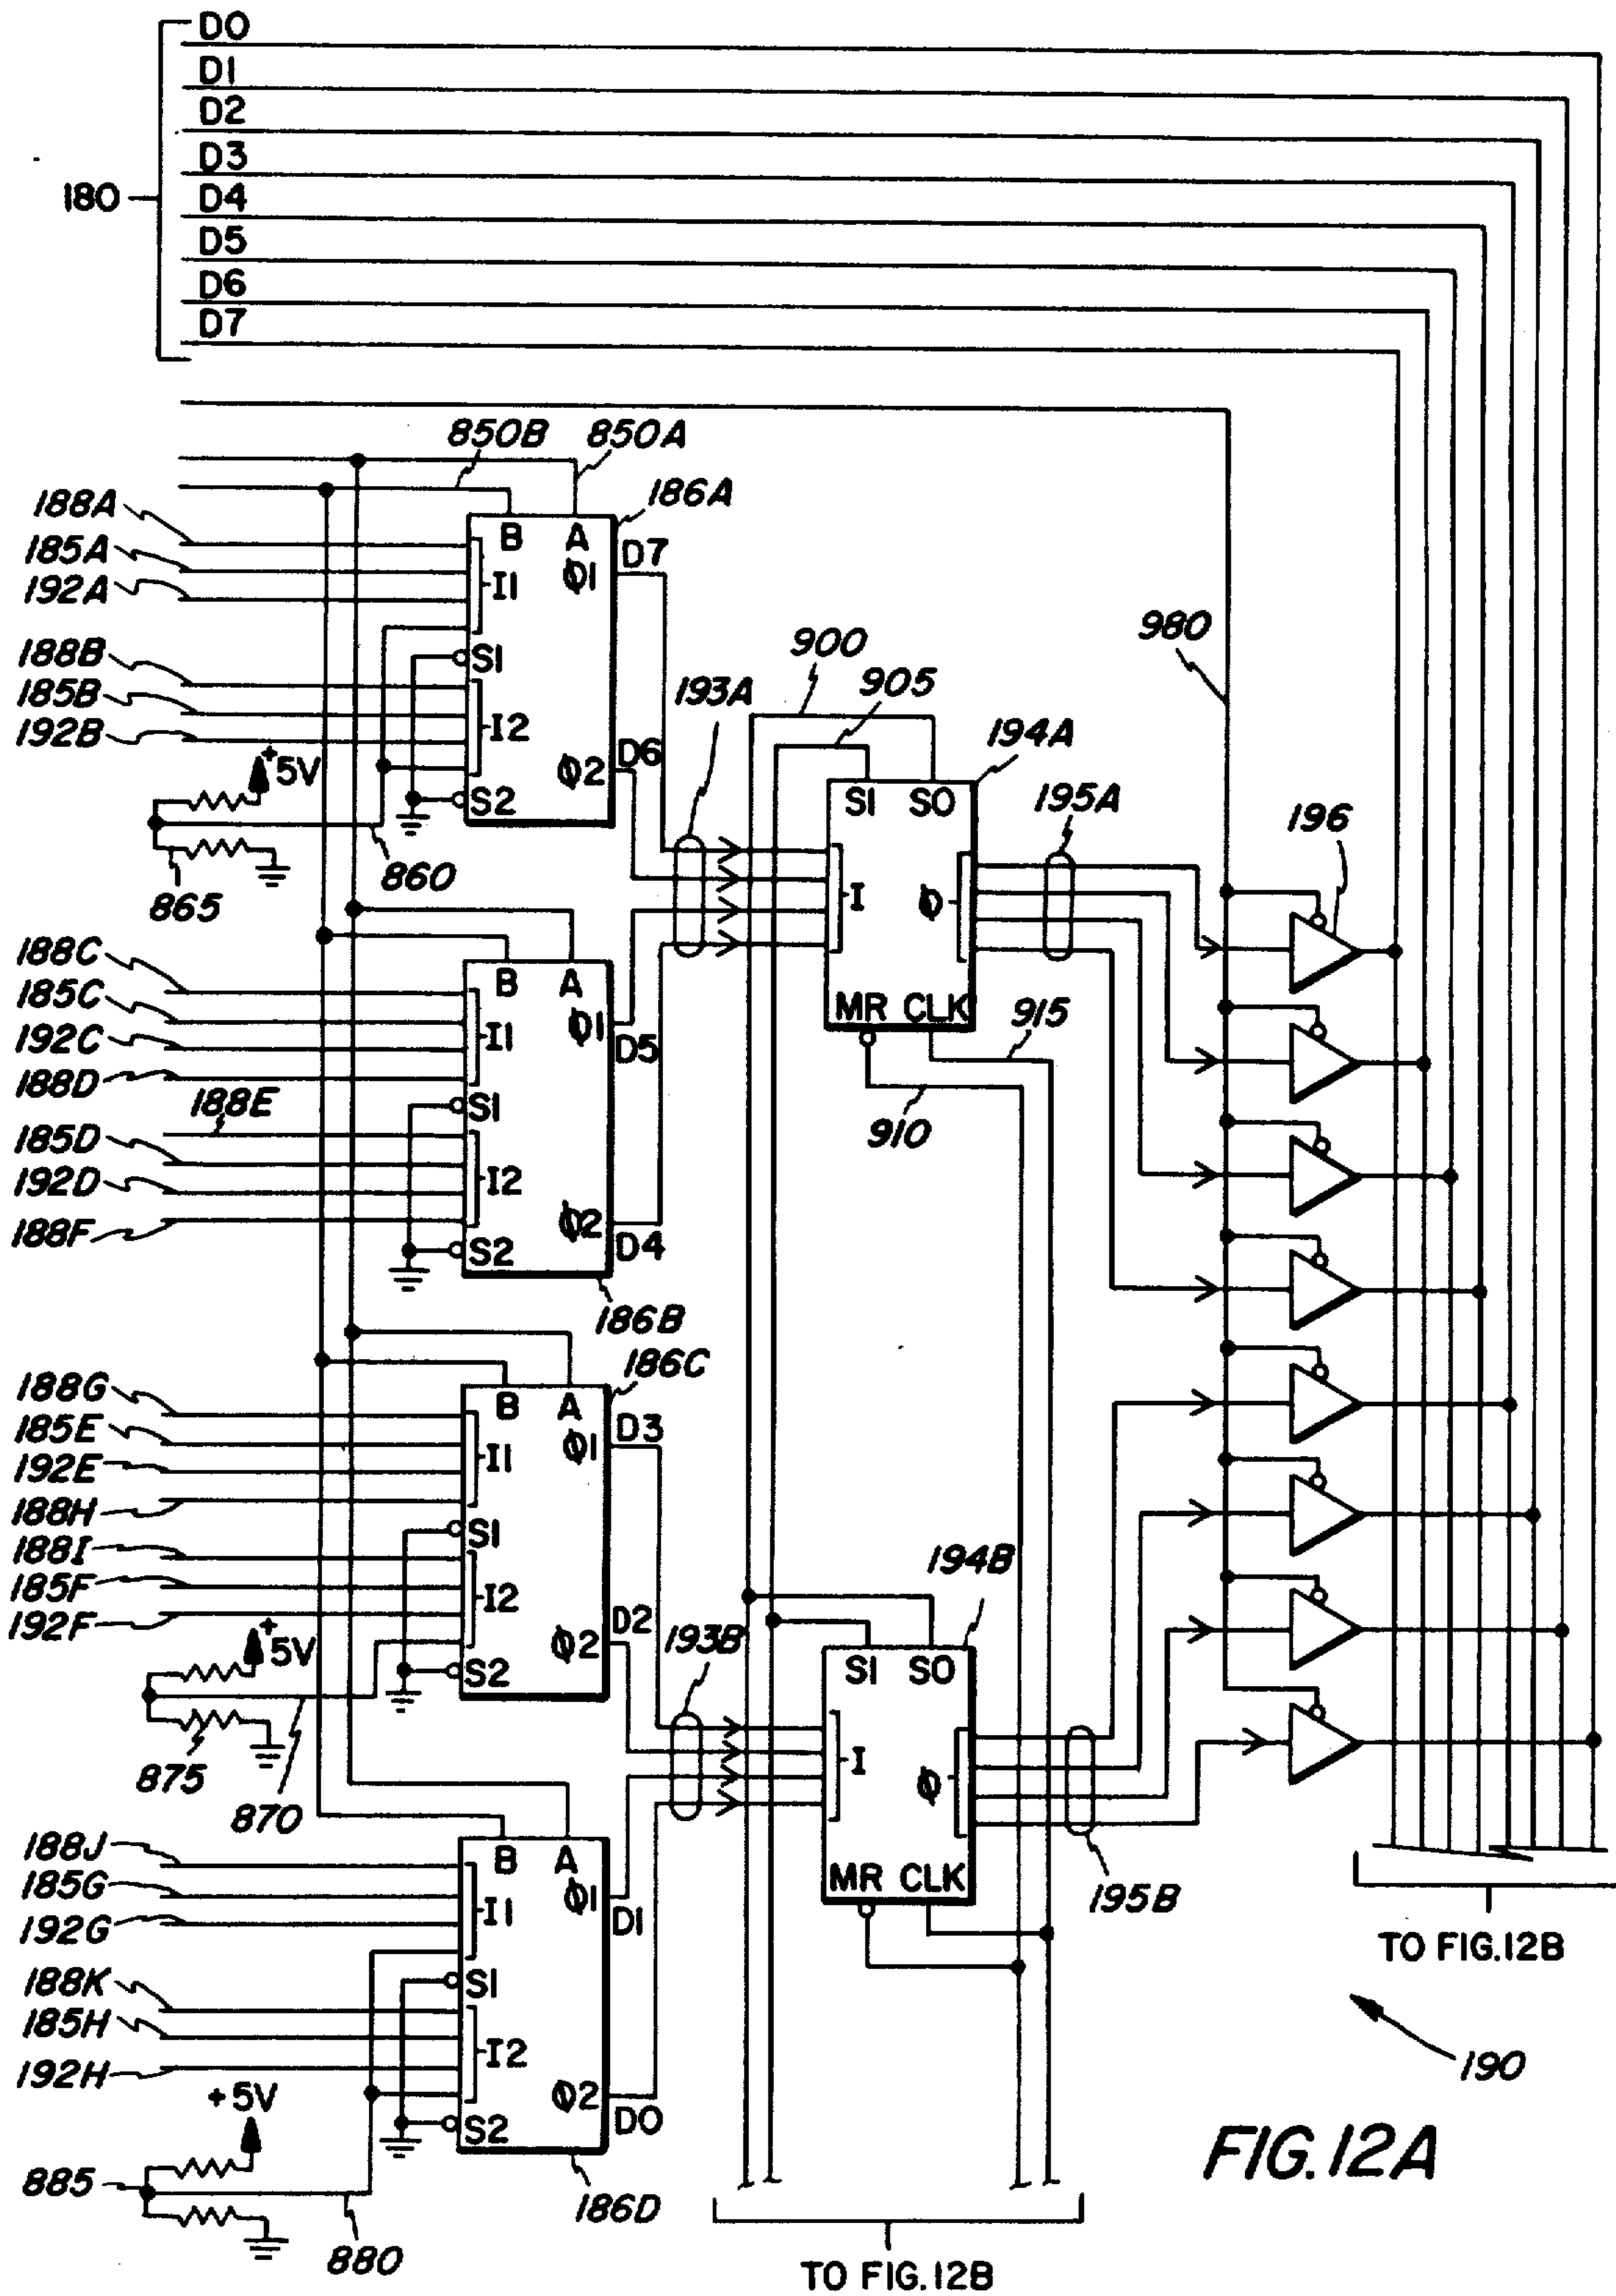 D0
D1
D2
D3
180
D4
D5
D6
D7
850B
850A
188A
186A
B
A
185A
D7
I1
Φ1
192A
188B
S1
900
980
185B
193A
905
I2
192B
194A
D6
+5V
Φ2
S2
SI
SO
195A
196
865
860
I
Φ
188C
B
A
185C
MR
CLK
915
I1
Φ1
192C
D5
188D
188E
S1
910
185D
I2
192D
188F
Φ2
D4
S2
186B
188G
186C
B
A
D3
185E
I1
Φ1
192E
188H
S1
188I
194B
185F
I2
192F
D2
+5V
Φ2
193B
S2
SI
SO
875
870
I
Φ
188J
B
A
185G
MR
CLK
195B
I1
Φ1
192G
D1
TO FIG.12B
188K
S1
185H
I2
190
192H
+5V
Φ2
D0
S2
FIG.12A
885
186D
880
TO FIG.12B